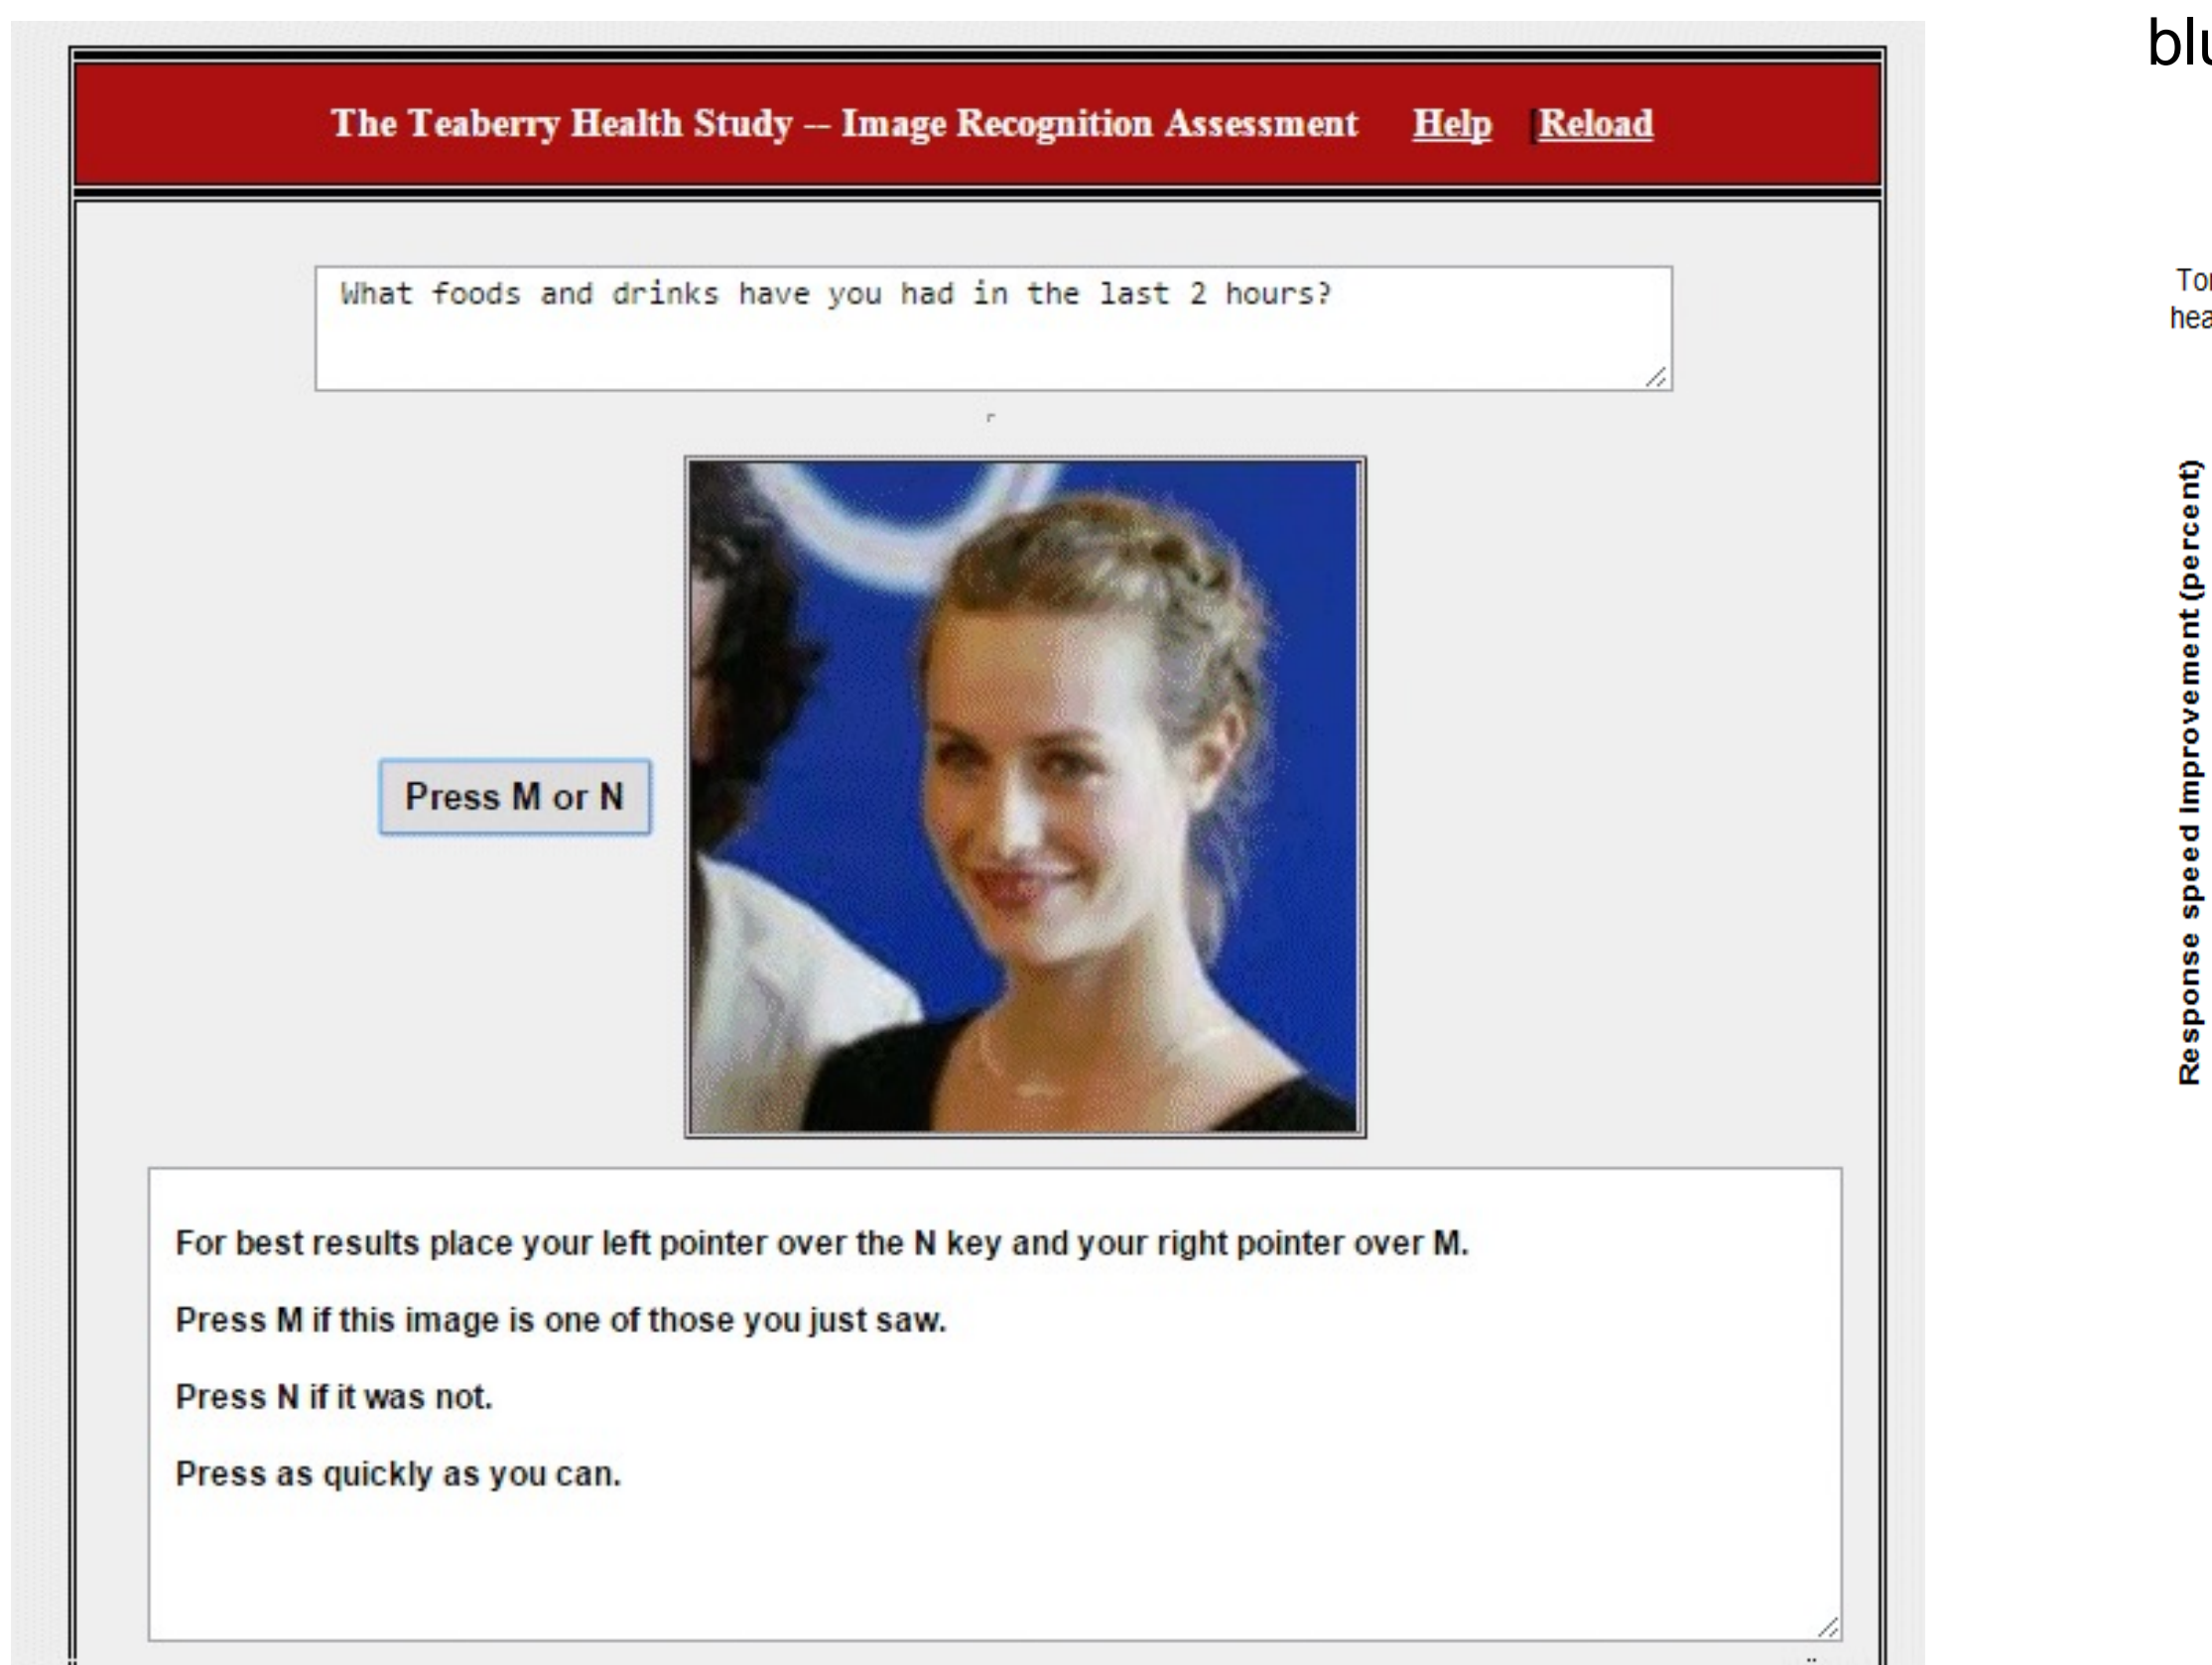 The Teaberry Health Study -- Image Recognition Assessment Help Reload
What foods and drinks have you had in the last 2 hours?
Press M or N
For best results place your left pointer over the N key and your right pointer over M.
Press M if this image is one of those you just saw.
Press N if it was not.
Press as quickly as you can.
Response speed Improvement (percent)